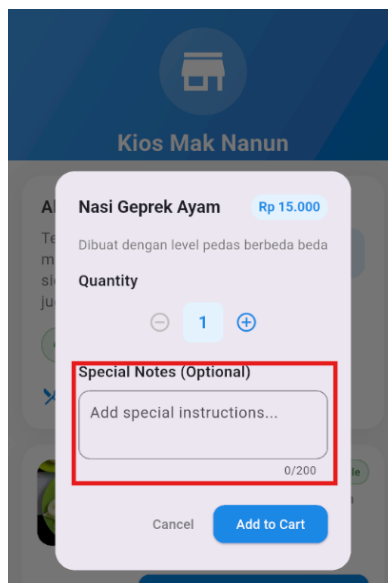 Kios Mak Nanun
Nasi Geprek Ayam
Rp 15.000
Dibuat dengan level pedas berbeda beda
Quantity
1
Special Notes (Optional)
Add special instructions...
0/200
Cancel
Add to Cart